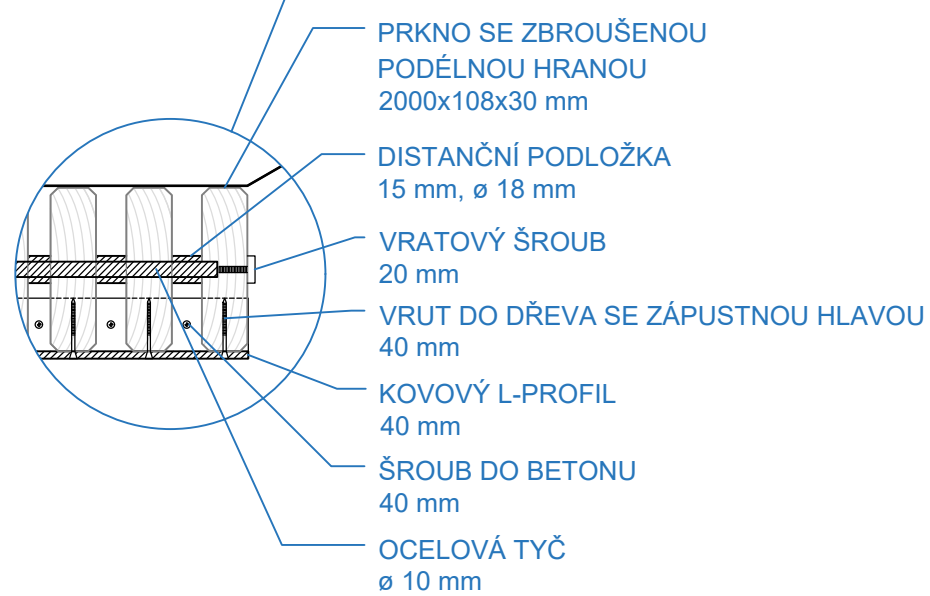 PRKNO SE ZBROUŠENOU
PODÉLNOU HRANOU
2000x108x30 mm
DISTANČNÍ PODLOŽKA
15 mm, ø 18 mm
VRATOVÝ ŠROUB
20 mm
VRUT DO DŘEVA SE ZÁPUSTNOU HLAVOU
40 mm
KOVOVÝ L-PROFIL
40 mm
ŠROUB DO BETONU
40 mm
OCELOVÁ TYČ
ø 10 mm